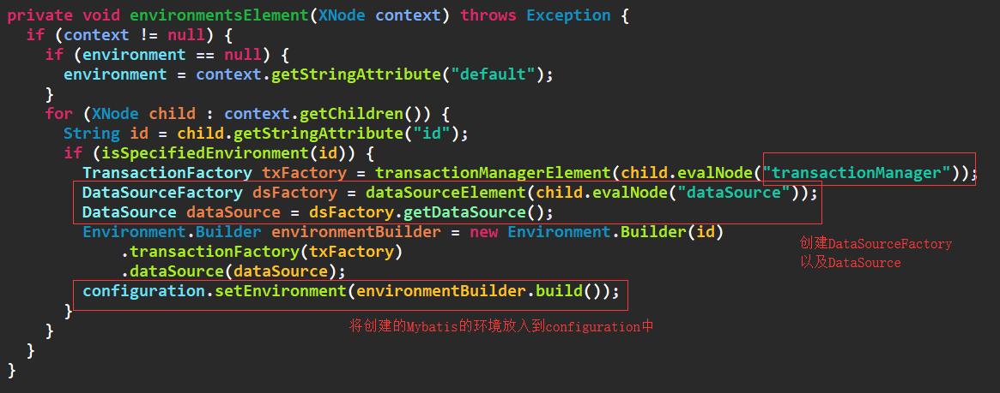 private void environmentsElement(XNode context) throws Exception {
if (context != null) {
if (environment == null) {
environment = context.getStringAttribute("default");
}
for (XNode child : context.getChildren()) {
String id = child.getStringAttribute("id");
if (isSpecifiedEnvironment(id)) {
TransactionFactory txFactory = transactionManagerElement(child.evalNode("transactionManager"));
DataSourceFactory dsFactory = dataSourceElement(child.evalNode("dataSource"));
DataSource dataSource = dsFactory.getDataSource();
Environment.Builder environmentBuilder = new Environment.Builder(id)
创建DataSourceFactory
.transactionFactory(txFactory)
以及DataSource
.dataSource(dataSource);
configuration.setEnvironment(environmentBuilder.build());
}
将创建的Mybatis的环境放入到configuration中
}
}
}